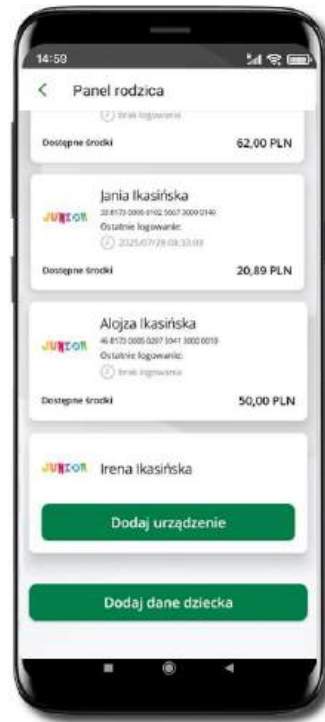 14:59
Panel rodzica
brak logowania
Dostępne środki 62,00 PLN
Jania Ikasińska
Ostatnie logowanie:
Dostępne środki 20,89 PLN
JUNIOR
Alojza Ikasińska
Ostatnie logowanie:
brak logowania
Dostępne środki 50,00 PLN
JUNIOR
JUNIOR Irena Ikasińska
Dodaj urządzenie
Dodaj dane dziecka